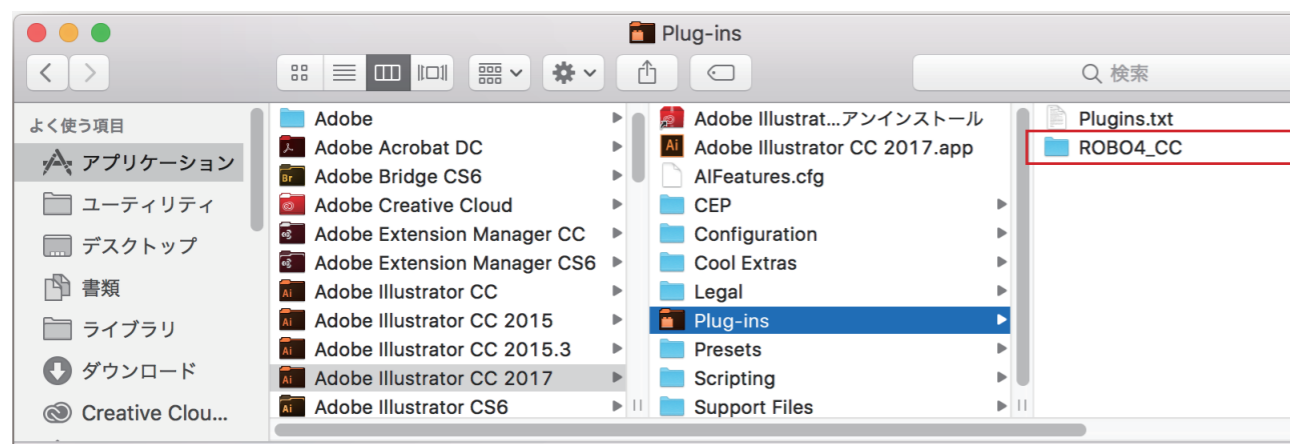 Plug-ins
検索
よく使う項目
アプリケーション
ユーティリティ
デスクトップ
書類
ライブラリ
ダウンロード
Creative Clou...
Adobe
Adobe Acrobat DC
Adobe Bridge CS6
Adobe Creative Cloud
Adobe Extension Manager CC
Adobe Extension Manager CS6
Adobe Illustrator CC
Adobe Illustrator CC 2015
Adobe Illustrator CC 2015.3
Adobe Illustrator CC 2017
Adobe Illustrator CS6
Adobe Illustrat...アンインストール
Adobe Illustrator CC 2017.app
AIFeatures.cfg
CEP
Configuration
Cool Extras
Legal
Plug-ins
Presets
Scripting
Support Files
Plugins.txt
ROBO4_CC